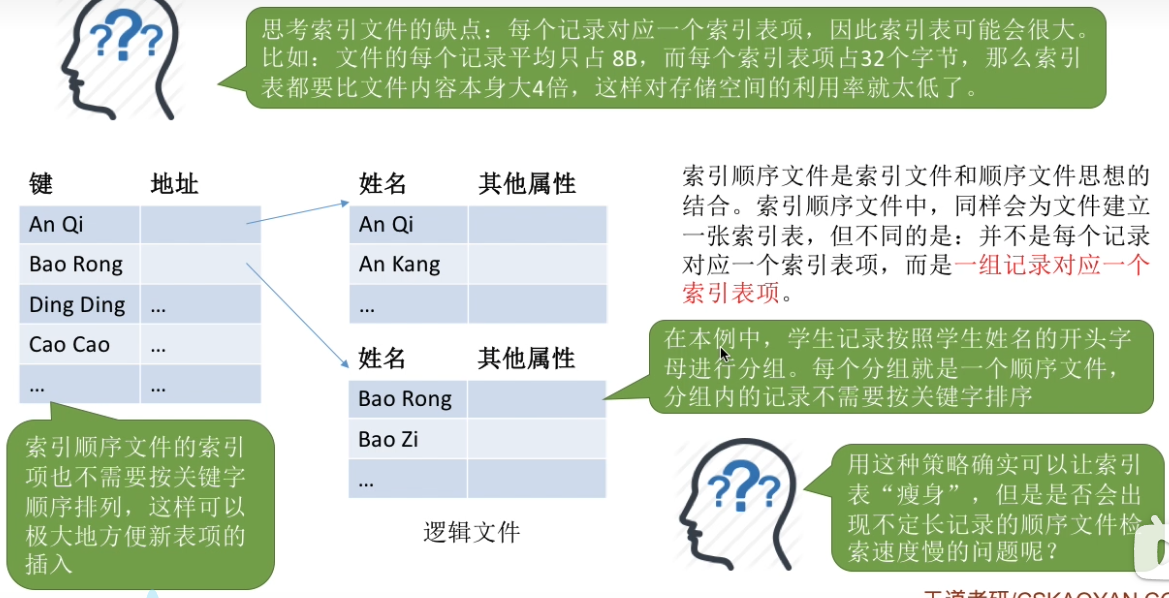 ???
思考索引文件的缺点：每个记录对应一个索引表项，因此索引表可能会很大。
比如：文件的每个记录平均只占 8B，而每个索引表项占32个字节，那么索引
表都要比文件内容本身大4倍，这样对存储空间的利用率就太低了。
键 地址
An Qi
Bao Rong
Ding Ding ...
Cao Cao ...
... ...
姓名 其他属性
An Qi
An Kang
...
姓名 其他属性
Bao Rong
Bao Zi
...
逻辑文件
索引顺序文件是索引文件和顺序文件思想的
结合。索引顺序文件中，同样会为文件建立
一张索引表，但不同的是：并不是每个记录
对应一个索引表项，而是一组记录对应一个
索引表项。
在本例中，学生记录按照学生姓名的开头字
母进行分组。每个分组就是一个顺序文件，
分组内的记录不需要按关键字排序
索引顺序文件的索引
项也不需要按关键字
顺序排列，这样可以
极大地方便新表项的
插入
???
用这种策略确实可以让索引
表“瘦身”，但是是否会出
现不定长记录的顺序文件检
索速度慢的问题呢？